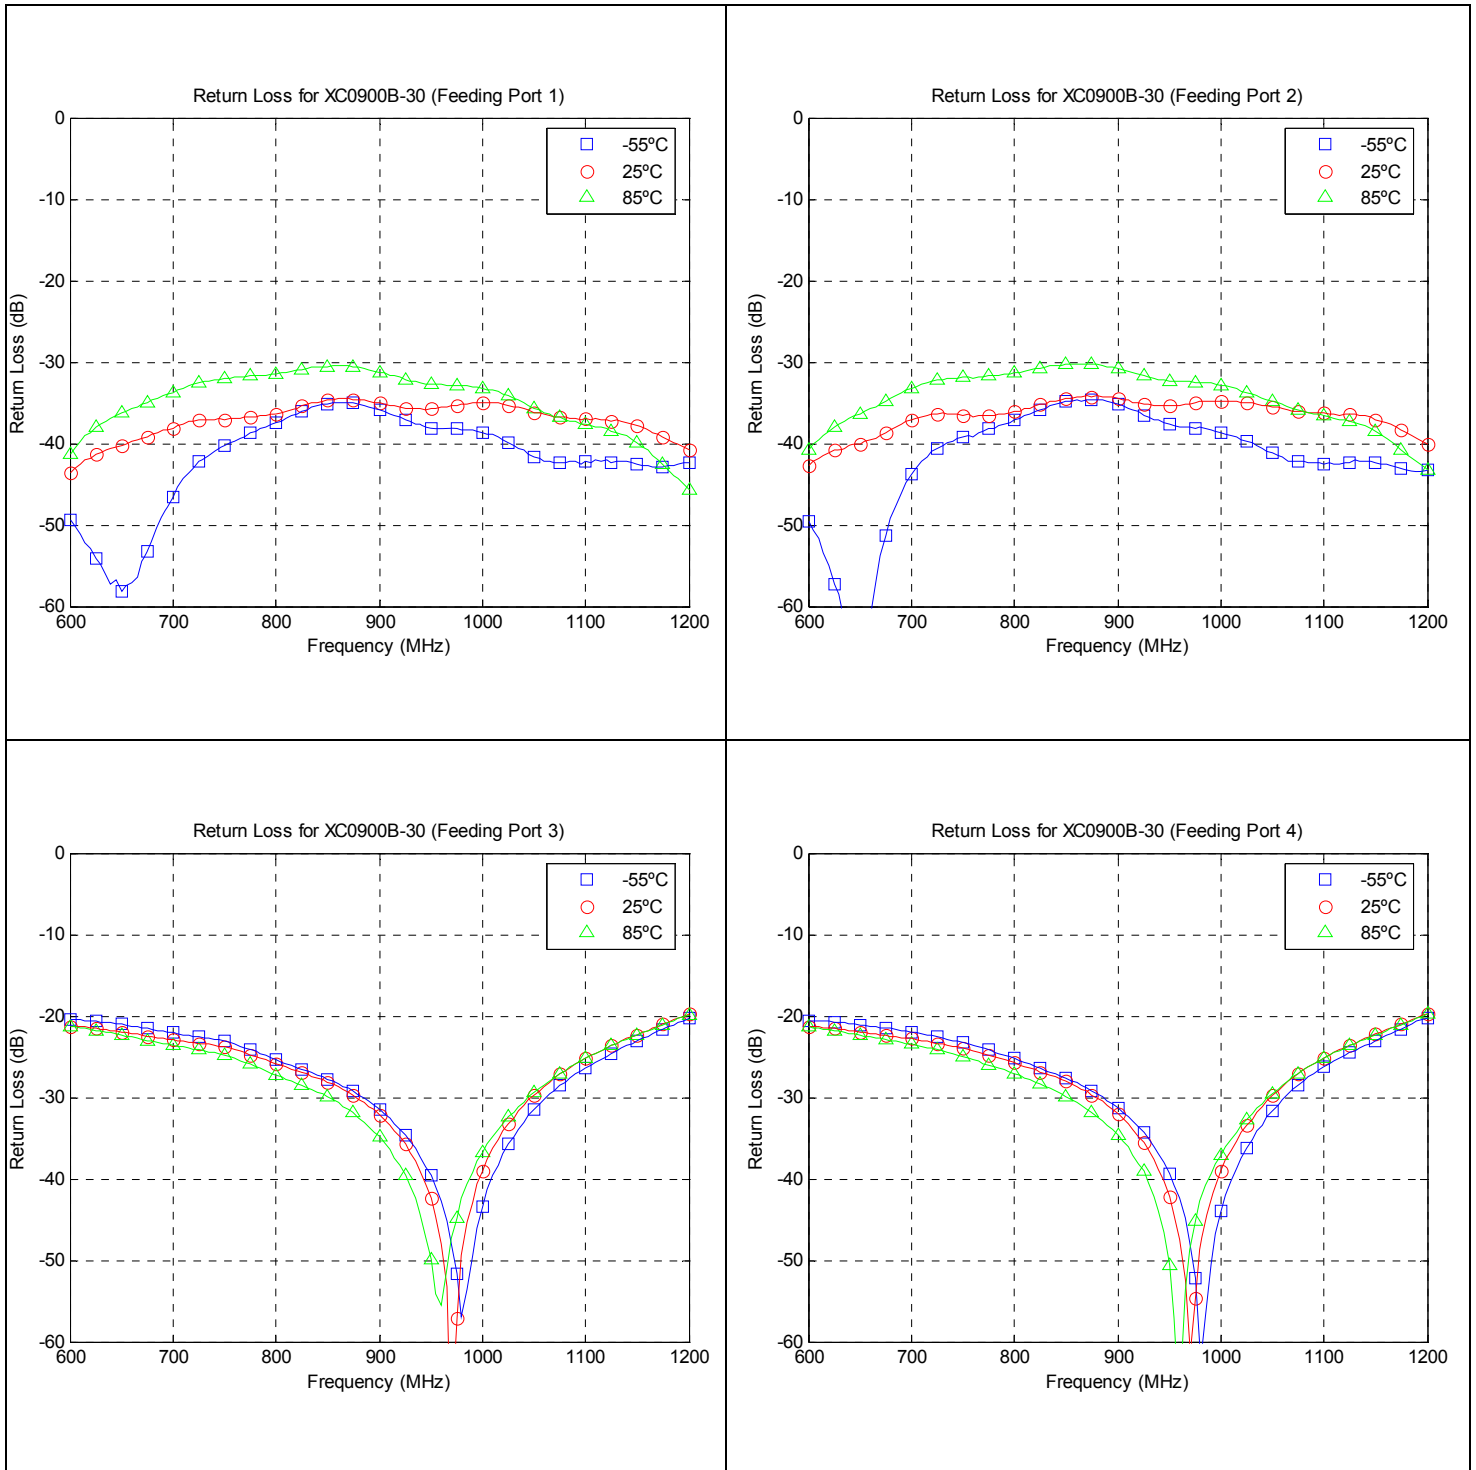 Return Loss for XC0900B-30 (Feeding Port 1)
0
-10
-20
-30
-40
-50
-60
600 700 800 900 1000 1100 1200
Frequency (MHz)
Return Loss (dB)
-55ºC
25ºC
85ºC
Return Loss for XC0900B-30 (Feeding Port 2)
0
-10
-20
-30
-40
-50
-60
600 700 800 900 1000 1100 1200
Frequency (MHz)
Return Loss (dB)
-55ºC
25ºC
85ºC
Return Loss for XC0900B-30 (Feeding Port 3)
0
-10
-20
-30
-40
-50
-60
600 700 800 900 1000 1100 1200
Frequency (MHz)
Return Loss (dB)
-55ºC
25ºC
85ºC
Return Loss for XC0900B-30 (Feeding Port 4)
0
-10
-20
-30
-40
-50
-60
600 700 800 900 1000 1100 1200
Frequency (MHz)
Return Loss (dB)
-55ºC
25ºC
85ºC